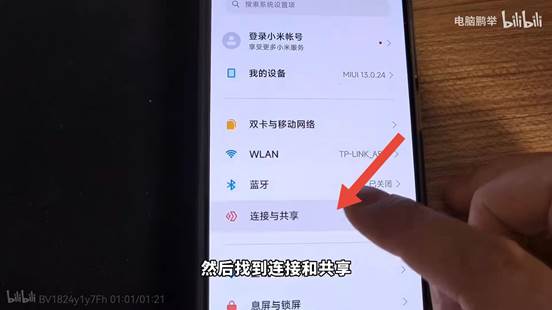 搜索系统设置项
电脑鹏举 bilibili
登录小米帐号
享受更多小米服务
我的设备 MIUI 13.0.24
双卡与移动网络
WLAN TP-LINK_A5
蓝牙 已关闭
连接与共享
然后找到连接和共享
bilibili BV1824y1y7Fh 01:01/01:21
息屏与锁屏